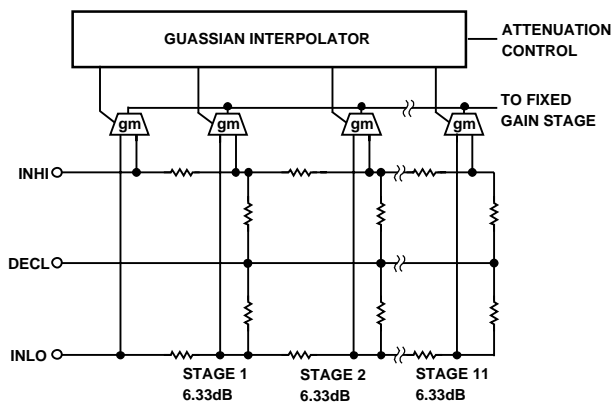 GUASSIAN INTERPOLATOR
ATTENUATION
CONTROL
TO FIXED
GAIN STAGE
gm
gm
gm
gm
INHI
DECL
INLO
STAGE 1
6.33dB
STAGE 2
6.33dB
STAGE 11
6.33dB